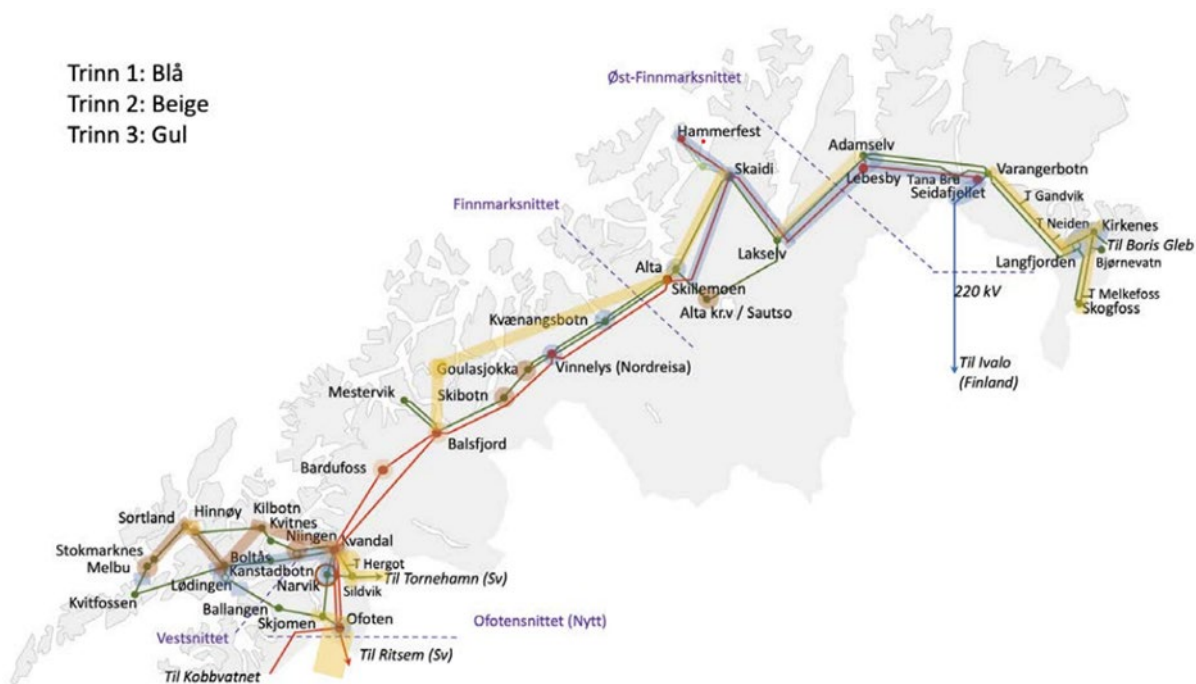 Trinn 1: Blå
Trinn 2: Beige
Trinn 3: Gul
Øst-Finnmarksnittet
Hammerfest
Skaidi
Adamselv
Lebesby
Tana Bru
Seidafjellet
Varangerbotn
T Gandvik
T Neiden
Kirkenes
Til Boris Gleb
Langfjorden
Bjørnevatn
T Melkefoss
Skogfoss
220 kV
Til Ivalo
(Finland)
Finnmarksnittet
Lakselv
Alta
Skillemoen
Alta kr.v / Sautso
Kvænangsbotn
Goulasjokka
Vinnelys (Nordreisa)
Skibotn
Mestervik
Balsfjord
Bardufoss
Sortland
Hinnøy
Kilbotn
Kvitnes
Niingen
Kvandal
Stokmarknes
Melbu
Boltås
Kanstadbotn
T Hergot
Til Tornehamn (Sv)
Lødingen
Narvik
Sildvik
Kvitfossen
Ballangen
Skjomen
Ofoten
Ofotensnittet (Nytt)
Vestsnittet
Til Ritsem (Sv)
Til Kobbvatnet